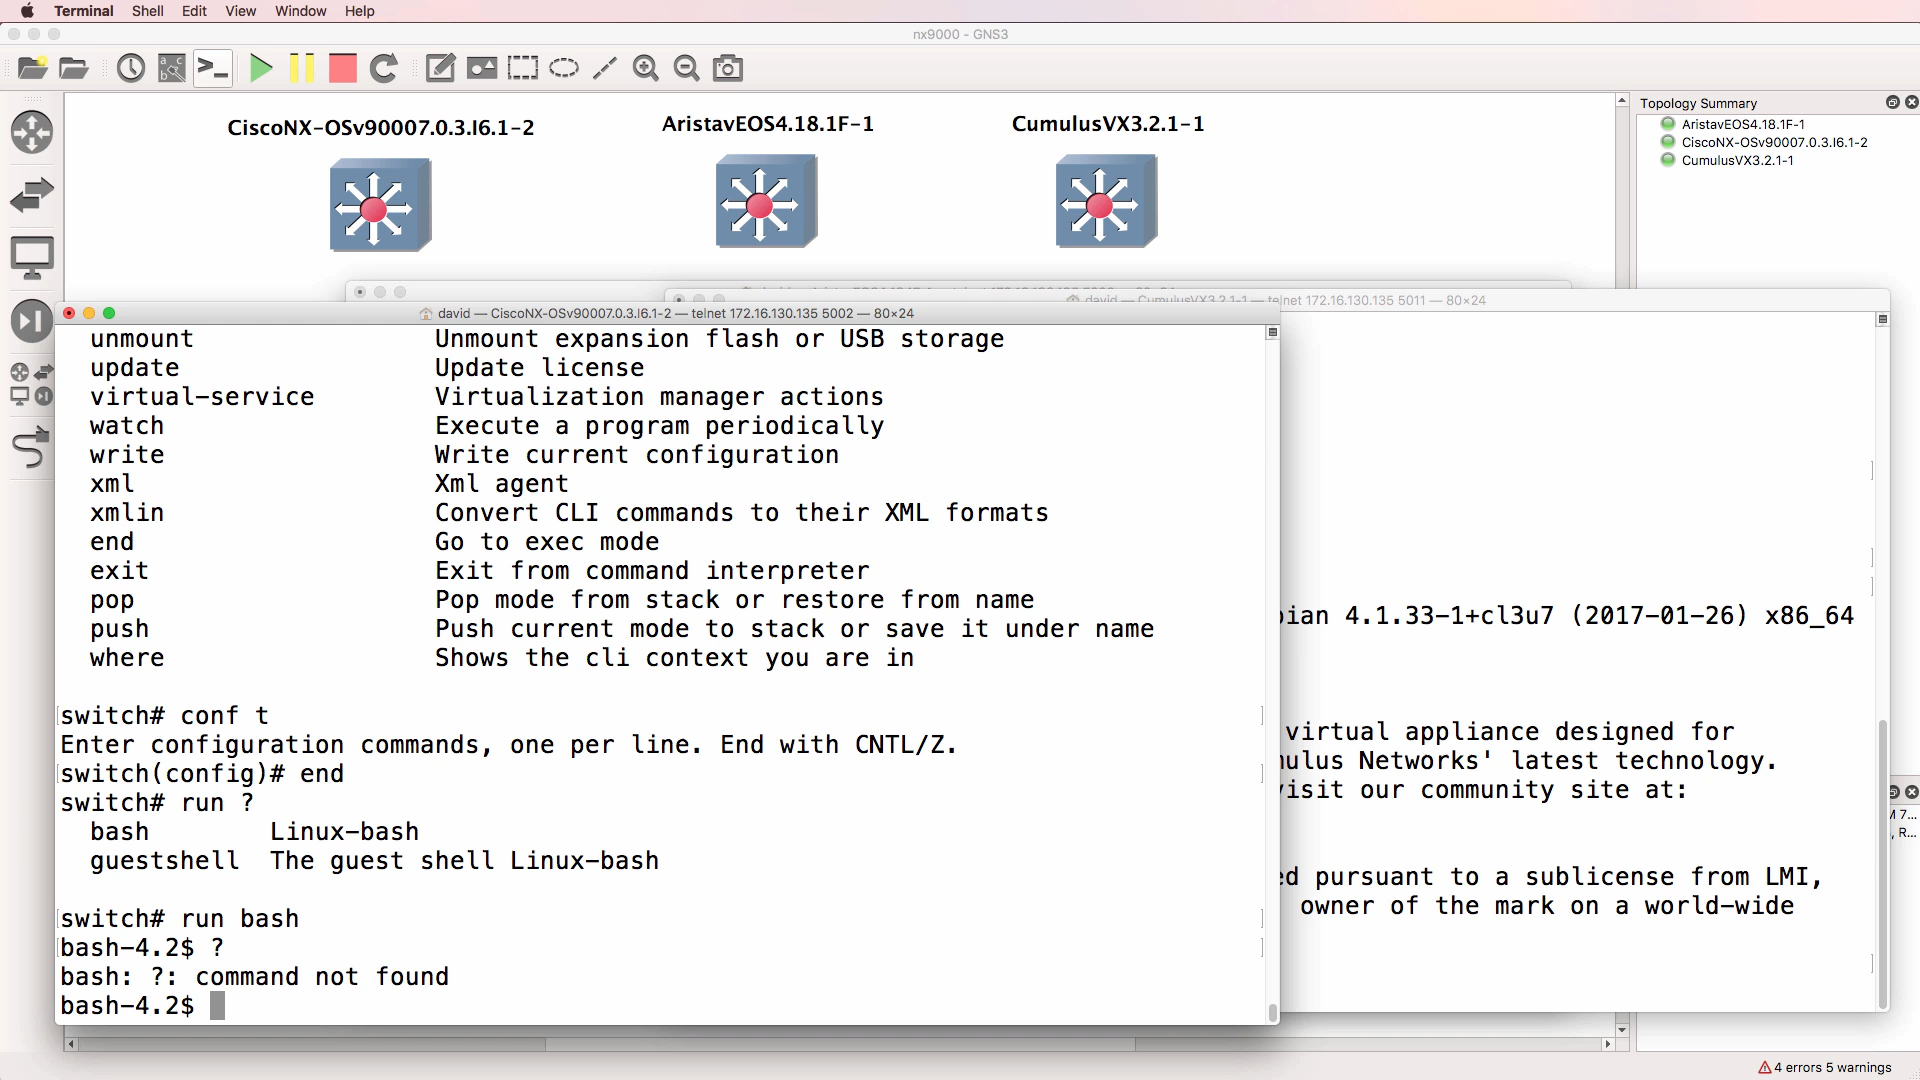 Terminal Shell Edit View Window Help
nx9000 - GNS3
CiscoNX-OSv90007.0.3.I6.1-2
AristavEOS4.18.1F-1
CumulusVX3.2.1-1
Topology Summary
AristavEOS4.18.1F-1
CiscoNX-OSv90007.0.3.I6.1-2
CumulusVX3.2.1-1
david — CumulusVX3.2.1-1 — telnet 172.16.130.135 5011 — 80×24
david — CiscoNX-OSv90007.0.3.I6.1-2 — telnet 172.16.130.135 5002 — 80×24
unmount Unmount expansion flash or USB storage
update Update license
virtual-service Virtualization manager actions
watch Execute a program periodically
write Write current configuration
xml Xml agent
xmlin Convert CLI commands to their XML formats
end Go to exec mode
exit Exit from command interpreter
pop Pop mode from stack or restore from name
push Push current mode to stack or save it under name
where Shows the cli context you are in
switch# conf t
Enter configuration commands, one per line. End with CNTL/Z.
switch(config)# end
switch# run ?
bash Linux-bash
guestshell The guest shell Linux-bash
switch# run bash
bash-4.2$ ?
bash: ?: command not found
bash-4.2$
ian 4.1.33-1+cl3u7 (2017-01-26) x86_64
virtual appliance designed for
ulus Networks' latest technology.
isit our community site at:
ed pursuant to a sublicense from LMI,
owner of the mark on a world-wide
M 7...
, R...
4 errors 5 warnings